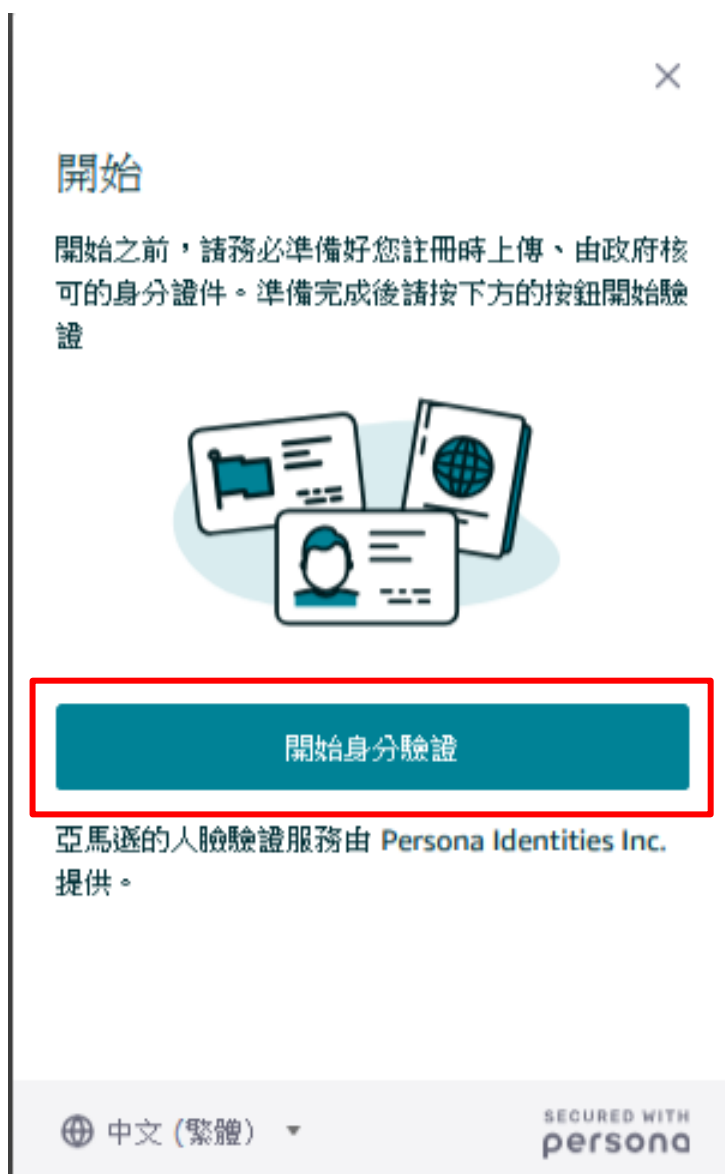 開始
開始之前，請務必準備好您註冊時上傳、由政府核
可的身分證件。準備完成後請按下方的按鈕開始驗
證
開始身分驗證
亞馬遜的人臉驗證服務由 Persona Identities Inc.
提供。
中文 (繁體)
SECURED WITH
persona